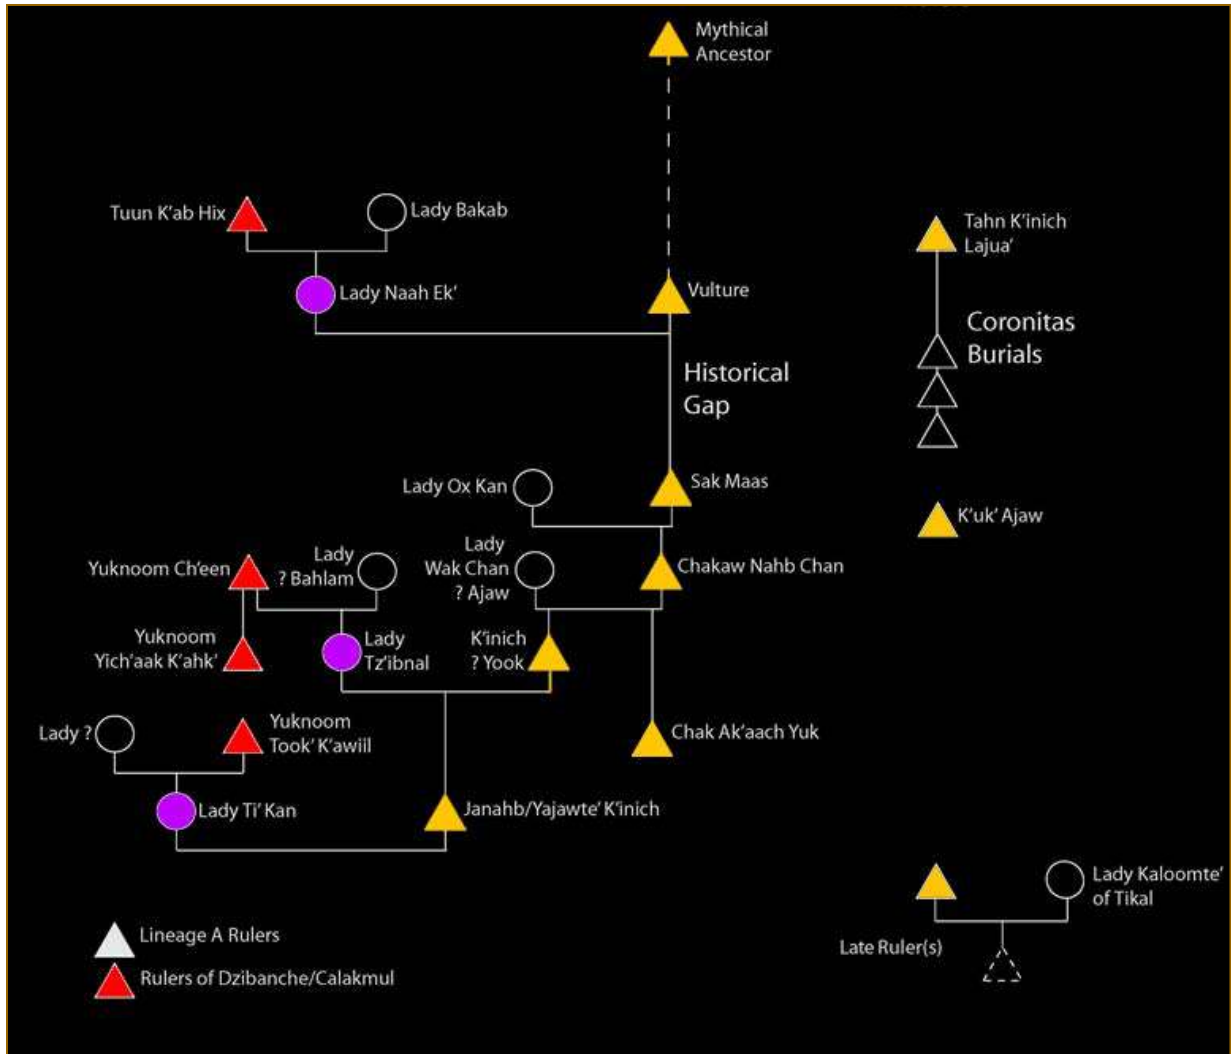 Mythical
Ancestor
Tuun K'ab Hix
Lady Bakab
Tahn K'inich
Lajua'
Lady Naah Ek'
Vulture
Coronitas
Burials
Historical
Gap
Lady Ox Kan
Sak Maas
K'uk' Ajaw
Yuknoom Ch'een
Lady
? Bahlam
Lady
Wak Chan
? Ajaw
Chakaw Nahb Chan
Yuknoom
Yich'aak K'ahk'
Lady
Tz'ibnal
K'inich
? Yook
Lady ?
Yuknoom
Took' K'awiil
Chak Ak'aach Yuk
Lady Ti' Kan
Janahb/Yajawte' K'inich
Lady Kaloomte'
of Tikal
Late Ruler(s)
Lineage A Rulers
Rulers of Dzibanche/Calakmul